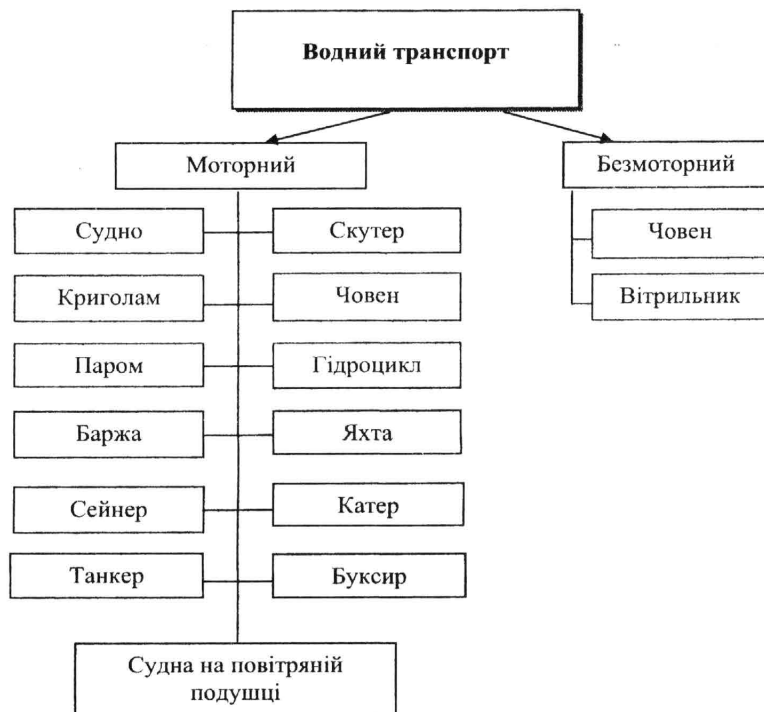 Водний транспорт
Моторний
Безмоторний
Судно
Скутер
Човен
Криголам
Човен
Вітрильник
Паром
Гідроцикл
Баржа
Яхта
Сейнер
Катер
Танкер
Буксир
Судна на повітряній
подушці